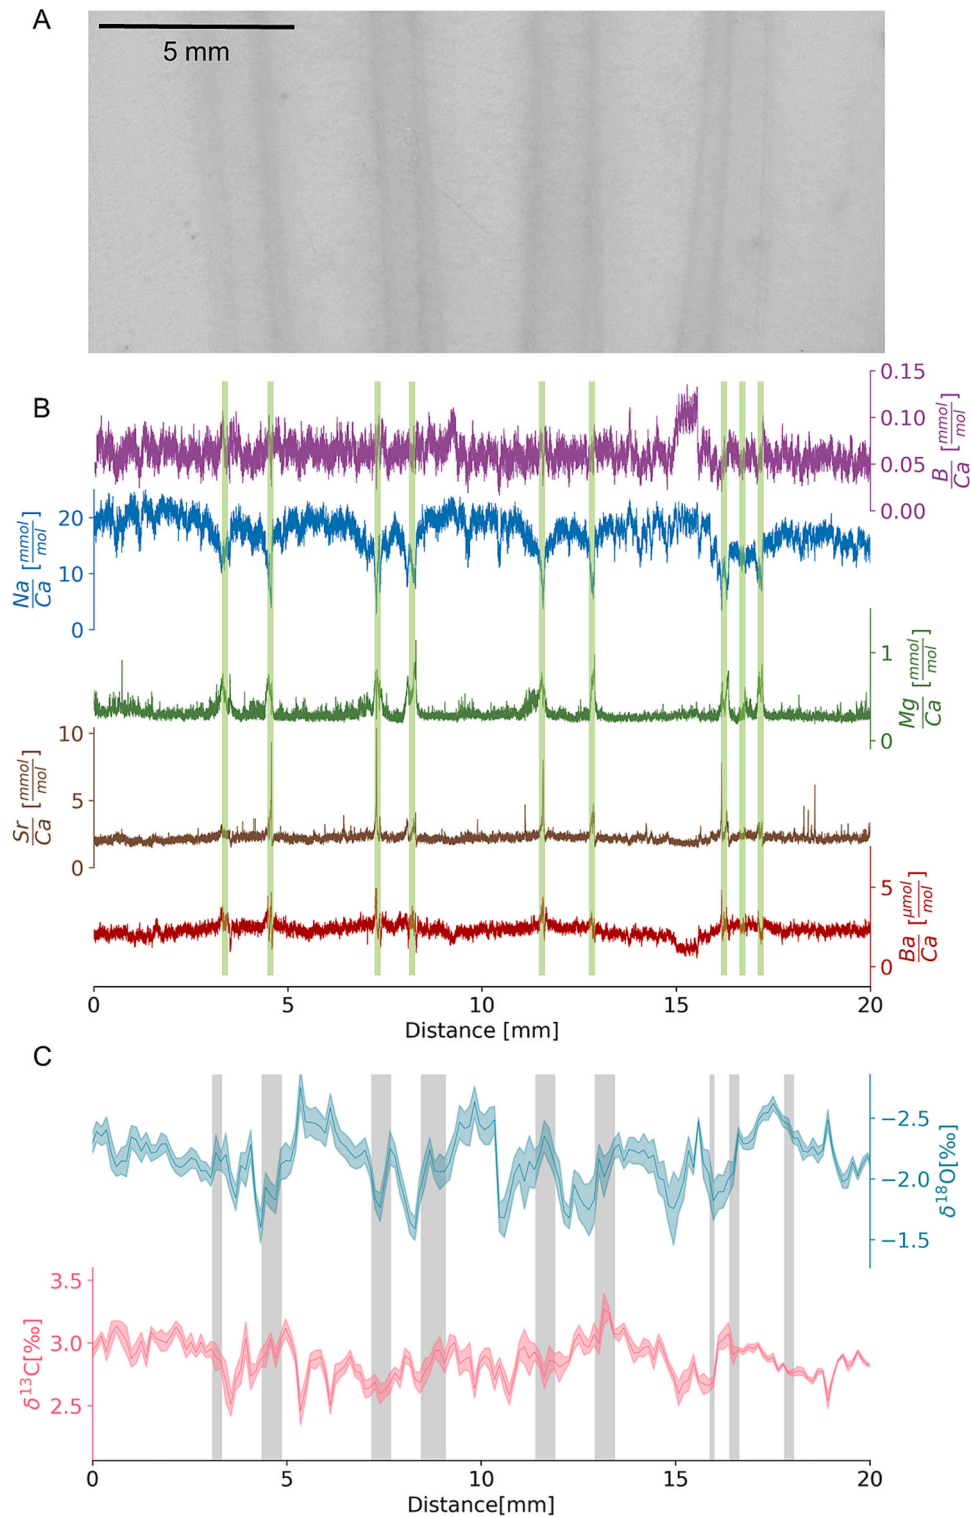 A
5 mm
B
0.15
0.10
0.05
0.00
B/Ca [mmol/mol]
20
10
0
Na/Ca [mmol/mol]
1
0
Mg/Ca [mmol/mol]
10
5
0
Sr/Ca [mmol/mol]
5
0
Ba/Ca [μmol/mol]
0 5 10 15 20
Distance [mm]
C
−2.5
−2.0
−1.5
δ¹⁸O[‰]
3.5
3.0
2.5
δ¹³C[‰]
0 5 10 15 20
Distance[mm]